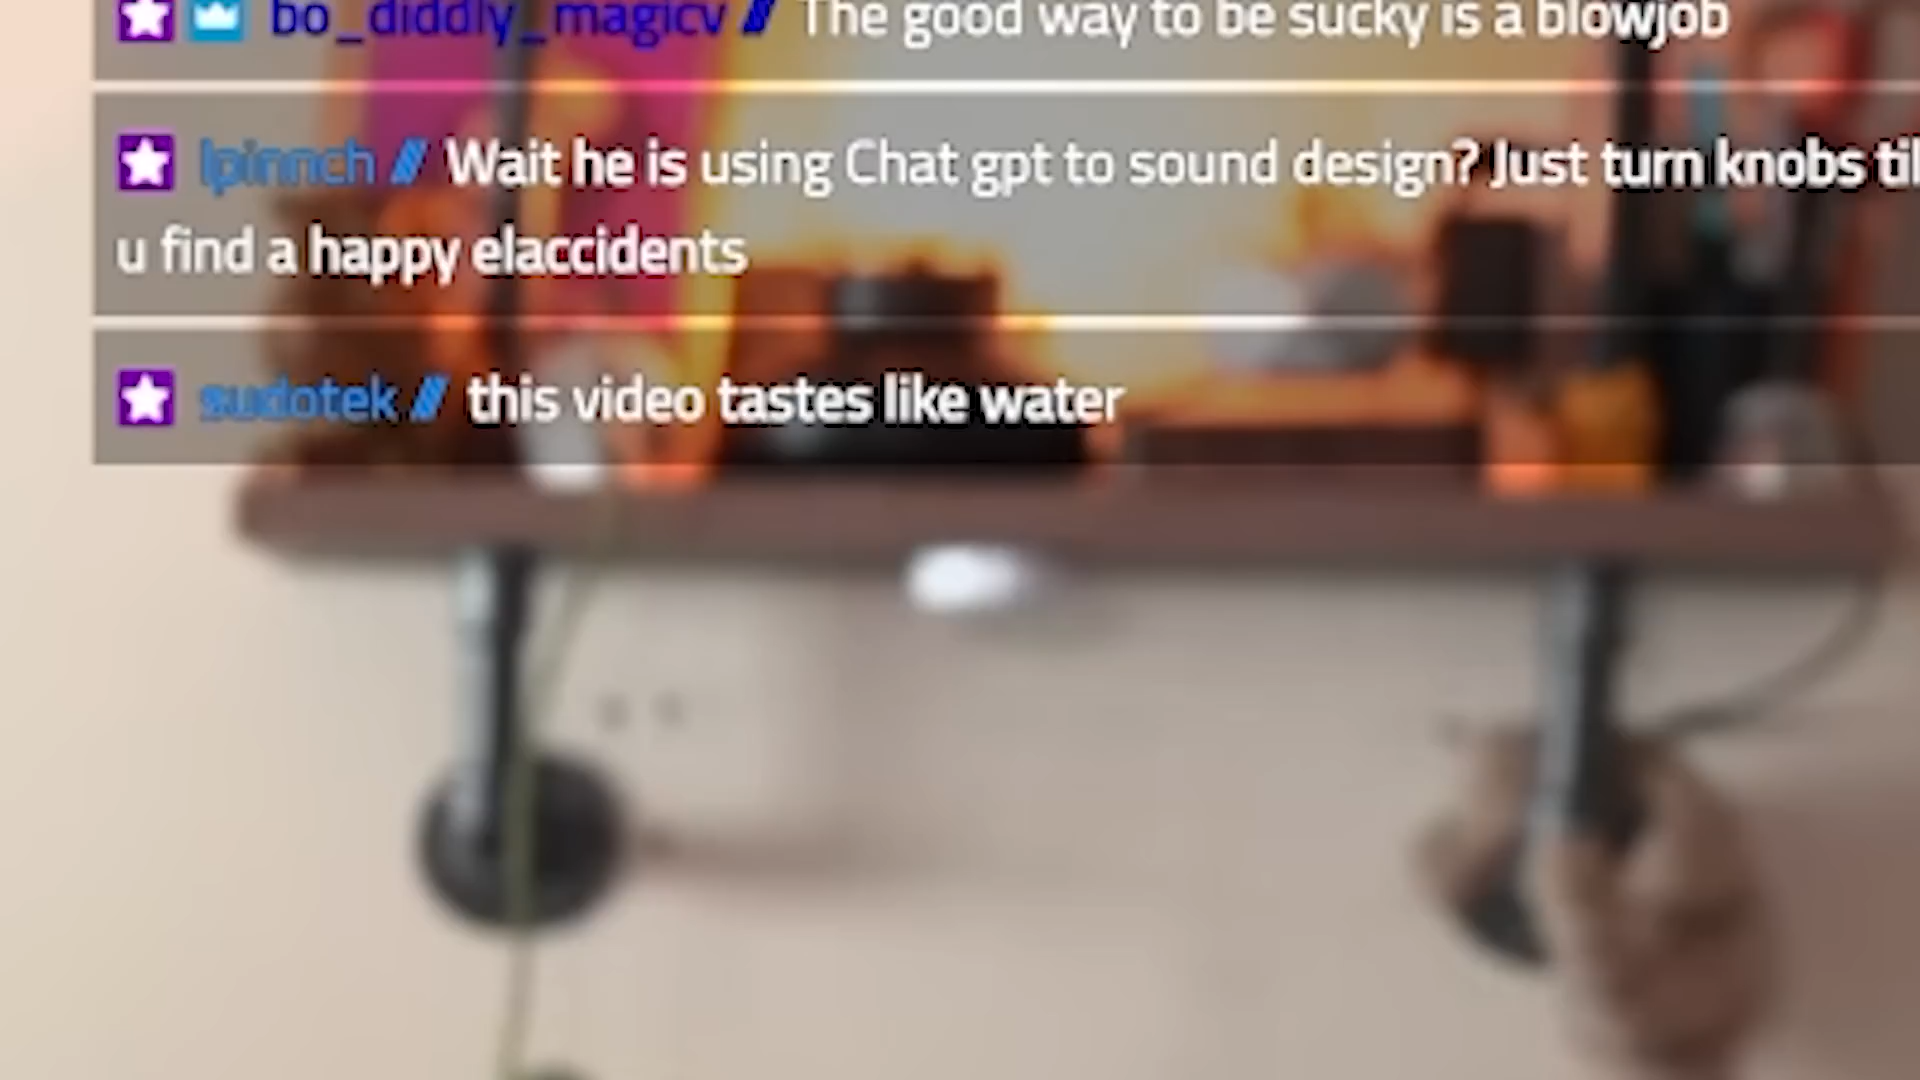 bo_diddly_magicv // The good way to be sucky is a blowjob
lpinnch // Wait he is using Chat gpt to sound design? Just turn knobs til
u find a happy elaccidents
sudotek // this video tastes like water